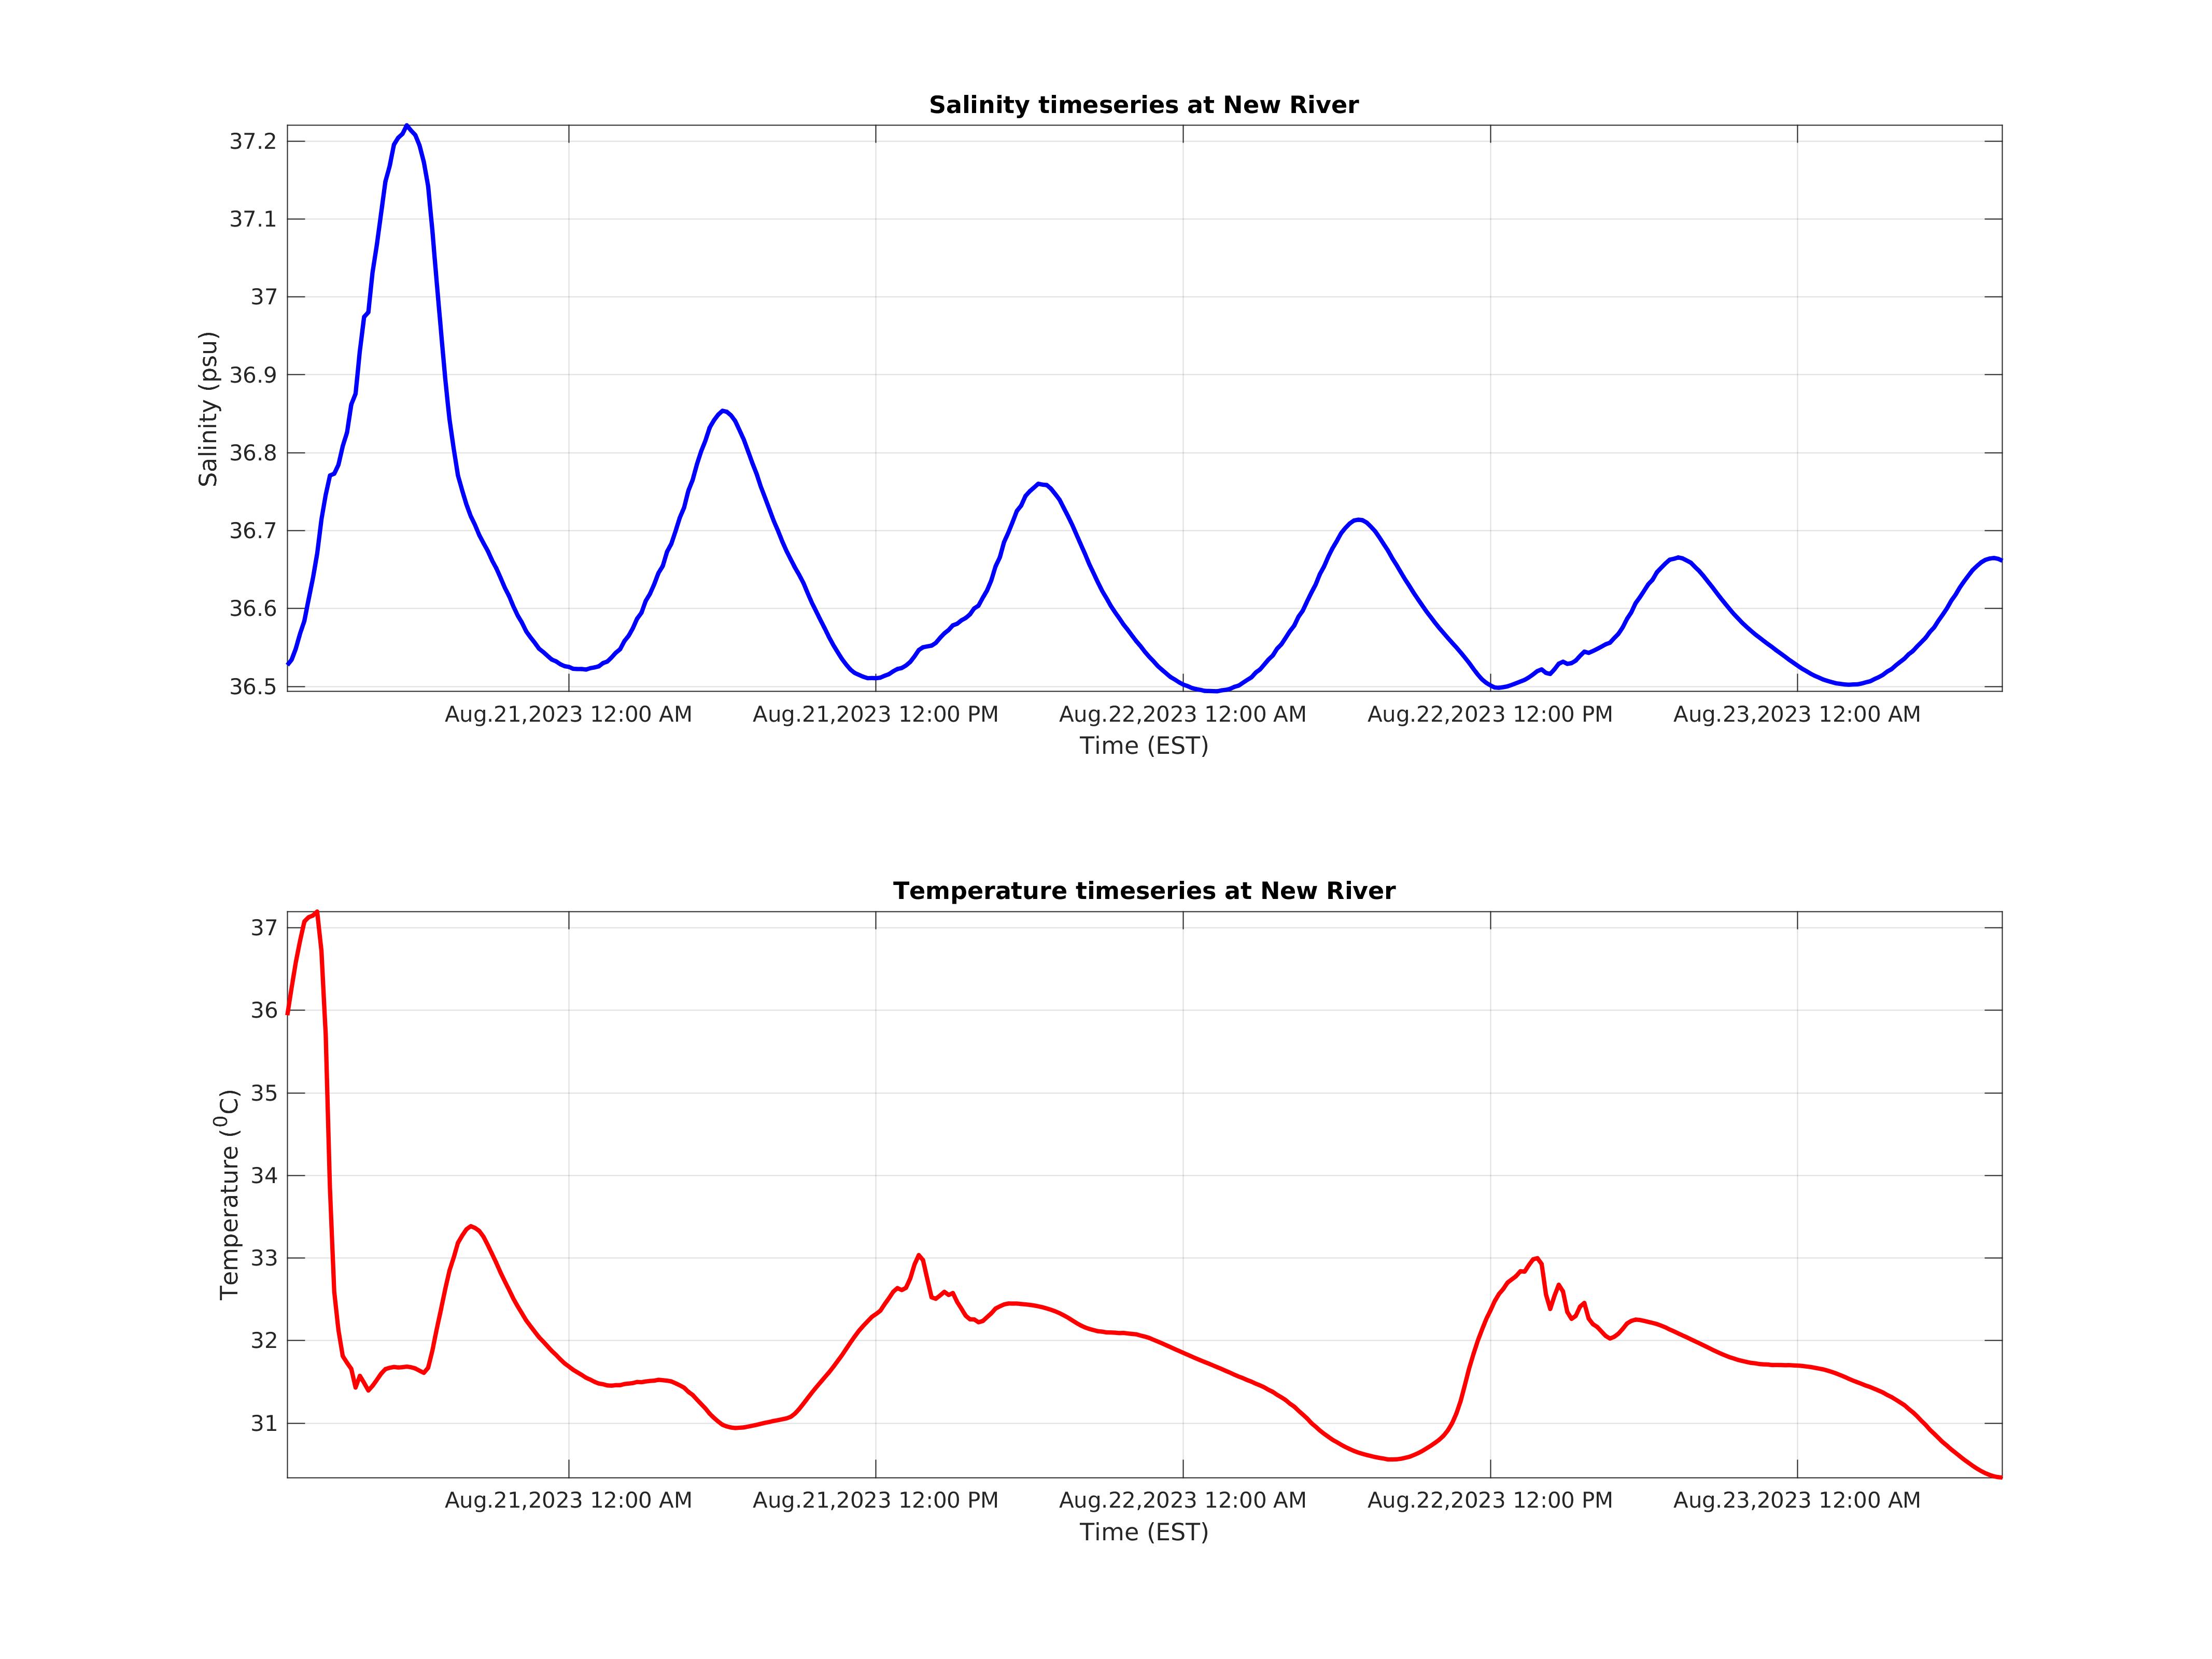 Salinity timeseries at New River
37.2
37.1
37
36.9
36.8
36.7
36.6
36.5
Salinity (psu)
Aug.21,2023 12:00 AM
Aug.21,2023 12:00 PM
Aug.22,2023 12:00 AM
Aug.22,2023 12:00 PM
Aug.23,2023 12:00 AM
Time (EST)
Temperature timeseries at New River
37
36
35
34
33
32
31
Temperature (⁰C)
Aug.21,2023 12:00 AM
Aug.21,2023 12:00 PM
Aug.22,2023 12:00 AM
Aug.22,2023 12:00 PM
Aug.23,2023 12:00 AM
Time (EST)